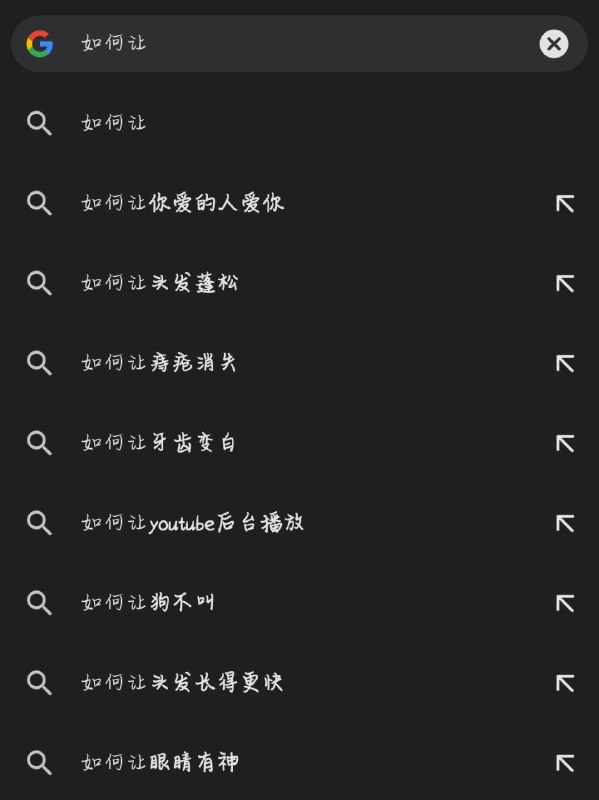 如何让
如何让
如何让你爱的人爱你
如何让头发蓬松
如何让痔疮消失
如何让牙齿变白
如何让youtube后台播放
如何让狗不叫
如何让头发长得更快
如何让眼睛有神